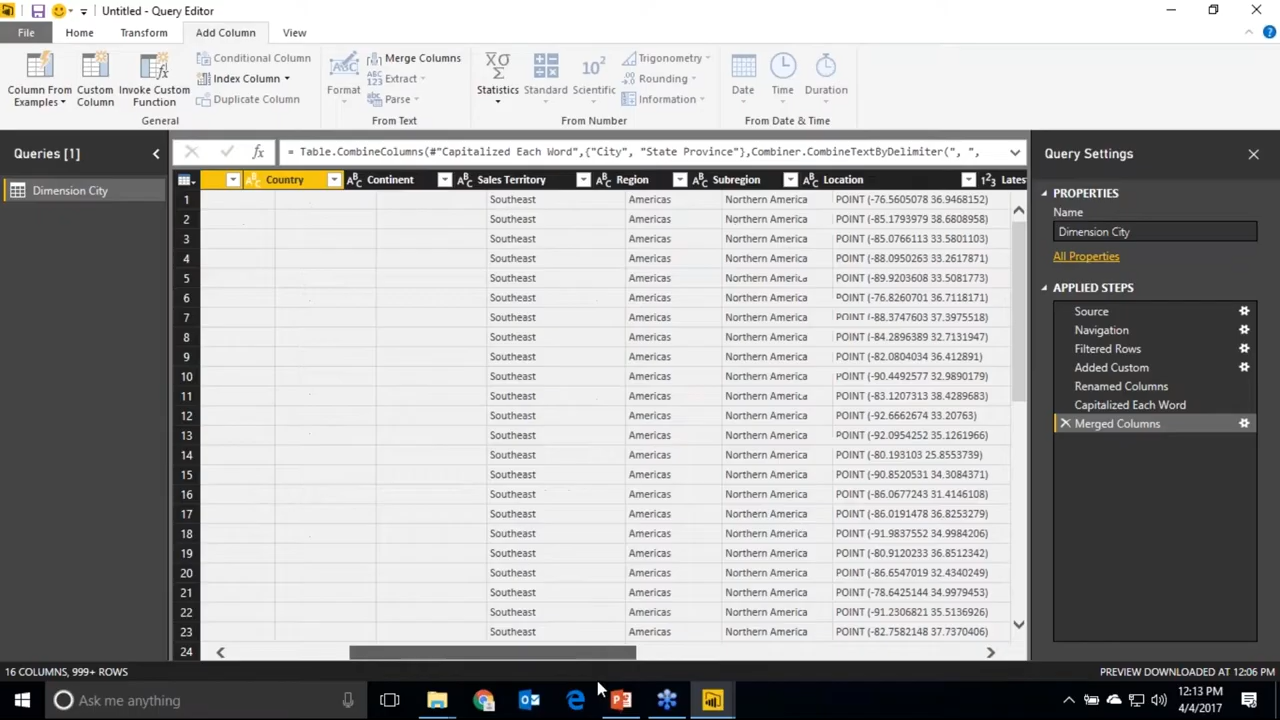 Untitled - Query Editor
File Home Transform Add Column View
Column From Examples
Custom Column
Invoke Custom Function
Conditional Column
Index Column
Duplicate Column
General
Format
Merge Columns
Extract
Parse
From Text
Statistics
Standard
Scientific
Trigonometry
Rounding
Information
From Number
Date
Time
Duration
From Date & Time
Queries [1]
Dimension City
= Table.CombineColumns(#"Capitalized Each Word",{"City", "State Province"},Combiner.CombineTextByDelimiter(", ",
Country Continent Sales Territory Region Subregion Location Latest
1 Southeast Americas Northern America POINT (-76.5605078 36.9468152)
2 Southeast Americas Northern America POINT (-85.1793979 38.6808958)
3 Southeast Americas Northern America POINT (-85.0766113 33.5801103)
4 Southeast Americas Northern America POINT (-88.0950263 33.2617871)
5 Southeast Americas Northern America POINT (-89.9203608 33.5081773)
6 Southeast Americas Northern America POINT (-76.8260701 36.7118171)
7 Southeast Americas Northern America POINT (-88.3747603 37.3975518)
8 Southeast Americas Northern America POINT (-84.2896389 32.7131947)
9 Southeast Americas Northern America POINT (-82.0804034 36.412891)
10 Southeast Americas Northern America POINT (-90.4492577 32.9890179)
11 Southeast Americas Northern America POINT (-83.1207313 38.4289683)
12 Southeast Americas Northern America POINT (-92.6662674 33.20763)
13 Southeast Americas Northern America POINT (-92.0954252 35.1261966)
14 Southeast Americas Northern America POINT (-80.193103 25.8553739)
15 Southeast Americas Northern America POINT (-90.8520531 34.3084371)
16 Southeast Americas Northern America POINT (-86.0677243 31.4146108)
17 Southeast Americas Northern America POINT (-86.0191478 36.8253279)
18 Southeast Americas Northern America POINT (-91.9837552 34.9984206)
19 Southeast Americas Northern America POINT (-80.9120233 36.8512342)
20 Southeast Americas Northern America POINT (-86.6547019 32.4340249)
21 Southeast Americas Northern America POINT (-78.6425144 34.9979453)
22 Southeast Americas Northern America POINT (-91.2306821 35.5136926)
23 Southeast Americas Northern America POINT (-82.7582148 37.7370406)
24
Query Settings
PROPERTIES
Name
Dimension City
All Properties
APPLIED STEPS
Source
Navigation
Filtered Rows
Added Custom
Renamed Columns
Capitalized Each Word
Merged Columns
16 COLUMNS, 999+ ROWS
PREVIEW DOWNLOADED AT 12:06 PM
Ask me anything
12:13 PM
4/4/2017